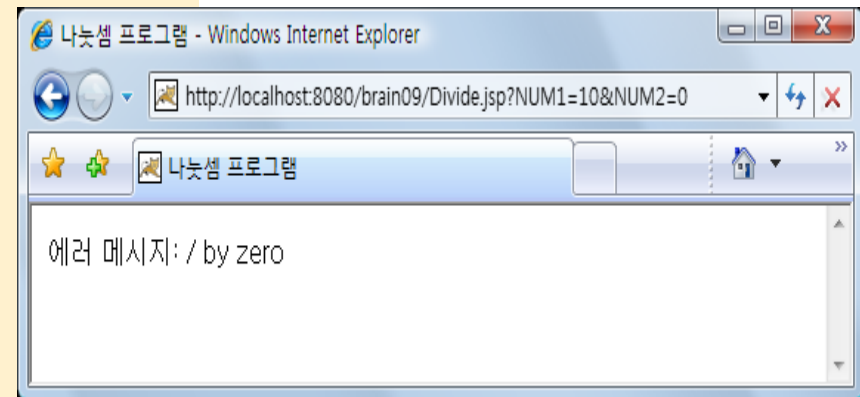 나눗셈 프로그램 - Windows Internet Explorer
http://localhost:8080/brain09/Divide.jsp?NUM1=10&NUM2=0
나눗셈 프로그램
에러 메시지: / by zero